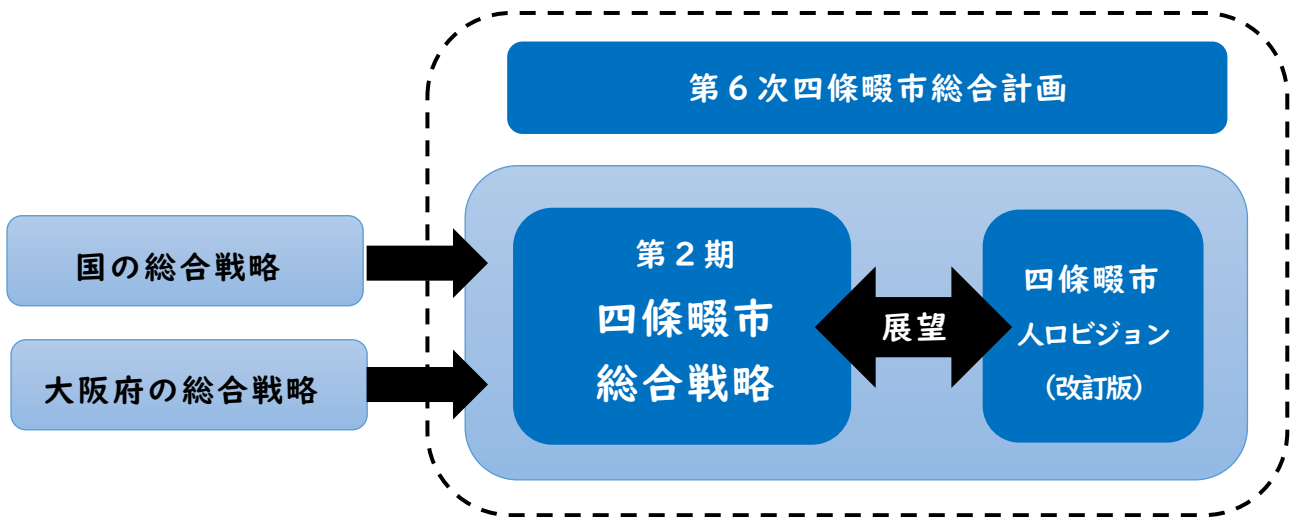 第6次四條畷市総合計画
国の総合戦略
大阪府の総合戦略
第2期
四條畷市
総合戦略
展望
四條畷市
人口ビジョン
（改訂版）